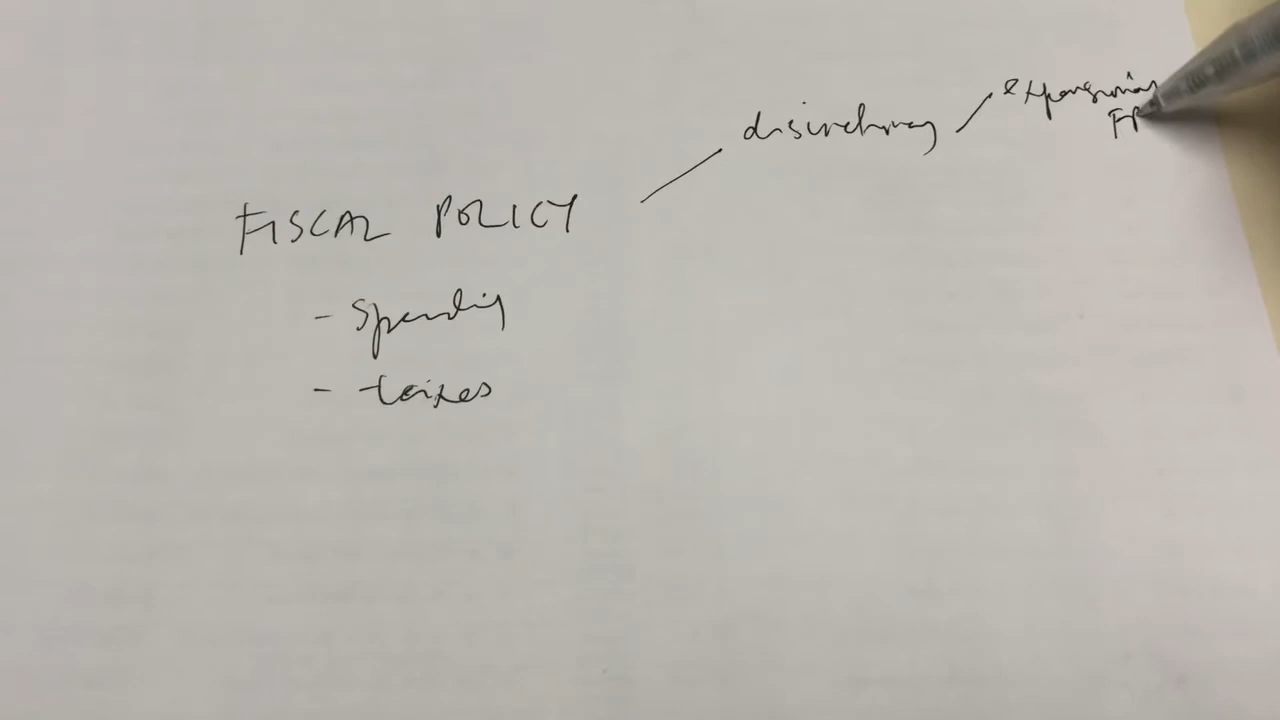 expansionary
FP
discretionary
FISCAL POLICY
- spending
- taxes